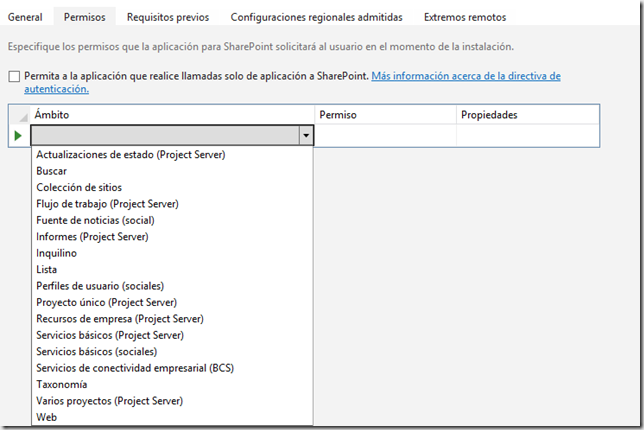 General Permisos Requisitos previos Configuraciones regionales admitidas Extremos remotos
Especifique los permisos que la aplicación para SharePoint solicitará al usuario en el momento de la instalación.
Permita a la aplicación que realice llamadas solo de aplicación a SharePoint. Más información acerca de la directiva de
autenticación.
Ámbito Permiso Propiedades
Actualizaciones de estado (Project Server)
Buscar
Colección de sitios
Flujo de trabajo (Project Server)
Fuente de noticias (social)
Informes (Project Server)
Inquilino
Lista
Perfiles de usuario (sociales)
Proyecto único (Project Server)
Recursos de empresa (Project Server)
Servicios básicos (Project Server)
Servicios básicos (sociales)
Servicios de conectividad empresarial (BCS)
Taxonomía
Varios proyectos (Project Server)
Web